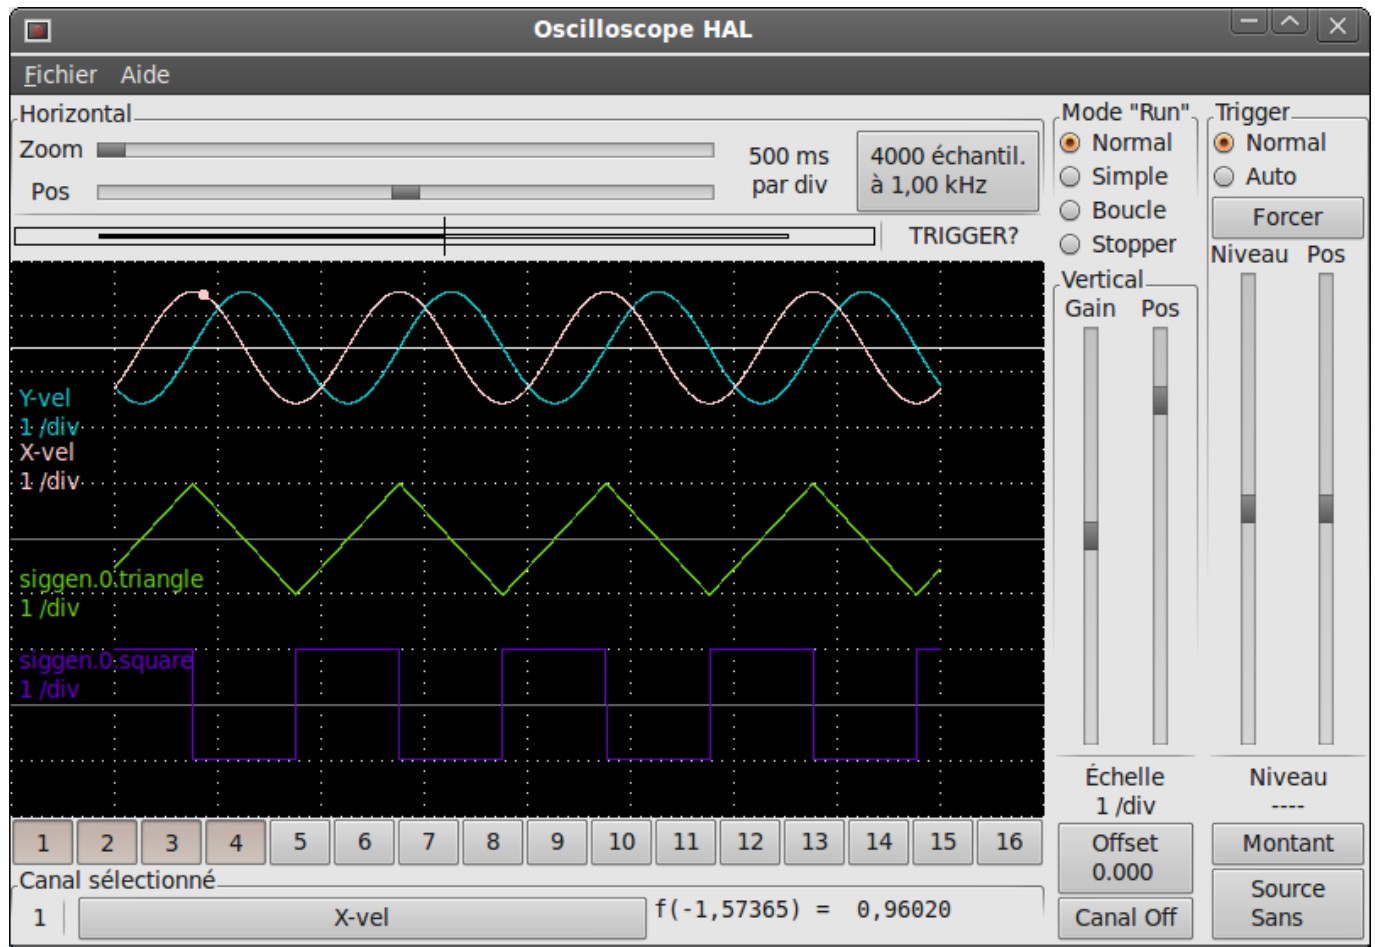 Oscilloscope HAL
Fichier Aide
Horizontal
Zoom
Pos
500 ms
par div
4000 échantil.
à 1,00 kHz
TRIGGER?
Mode "Run"
Normal
Simple
Boucle
Stopper
Trigger
Normal
Auto
Forcer
Niveau Pos
Vertical
Gain Pos
Y-vel
1 /div
X-vel
1 /div
siggen.0.triangle
1 /div
siggen.0.square
1 /div
Échelle
1 /div
Offset
0.000
Canal Off
Niveau
----
Montant
Source
Sans
1 2 3 4 5 6 7 8 9 10 11 12 13 14 15 16
Canal sélectionné
1 X-vel f(-1,57365) = 0,96020